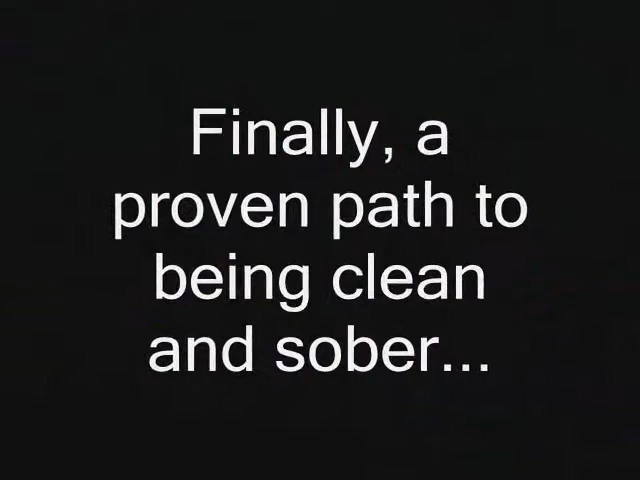 Finally, a
proven path to
being clean
and sober...